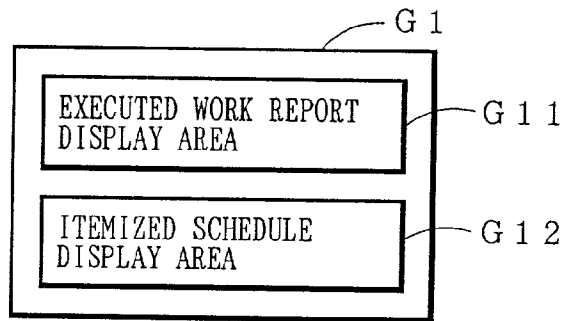 G1
EXECUTED WORK REPORT
DISPLAY AREA
G11
ITEMIZED SCHEDULE
DISPLAY AREA
G12